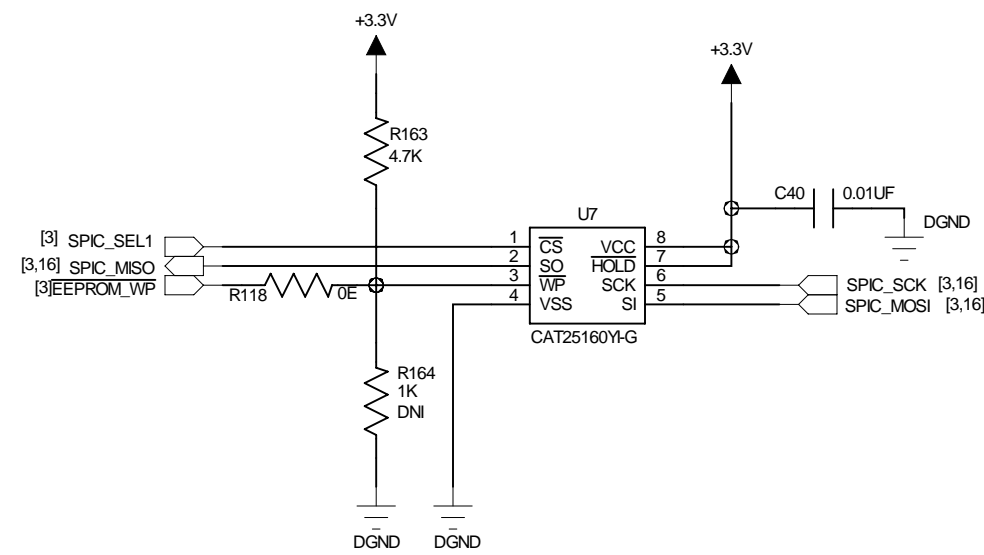 +3.3V
+3.3V
R163
4.7K
C40 0.01UF
DGND
U7
[3] SPIC_SEL1
[3,16] SPIC_MISO
[3]EEPROM_WP
R118 0E
1 CS VCC 8
2 SO HOLD 7
3 WP SCK 6
4 VSS SI 5
SPIC_SCK [3,16]
SPIC_MOSI [3,16]
CAT25160YI-G
R164
1K
DNI
DGND DGND